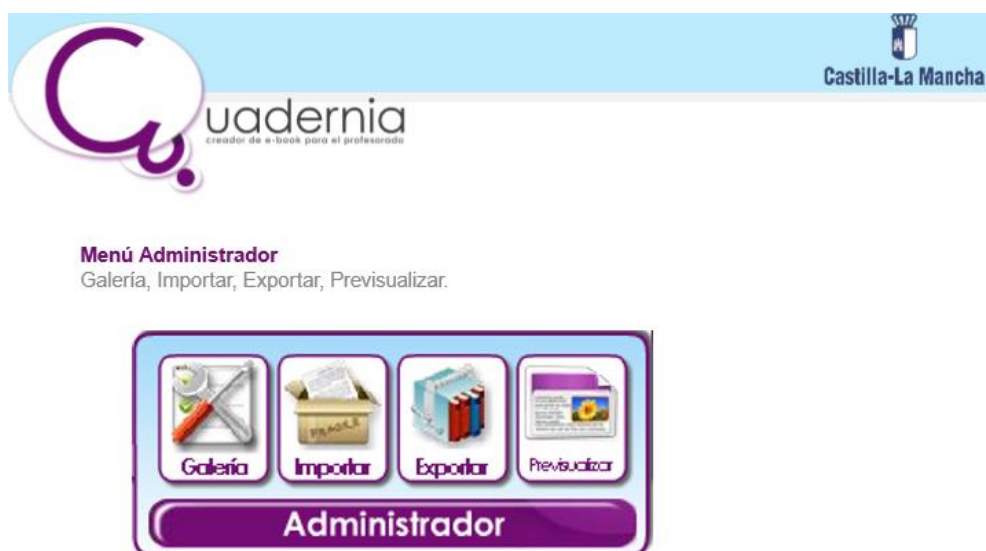 Castilla-La Mancha
Cuadernia
creador de e-book para el profesorado
Menú Administrador
Galería, Importar, Exportar, Previsualizar.
FRAGILE
Galería Importar Exportar Previsualizar
Administrador